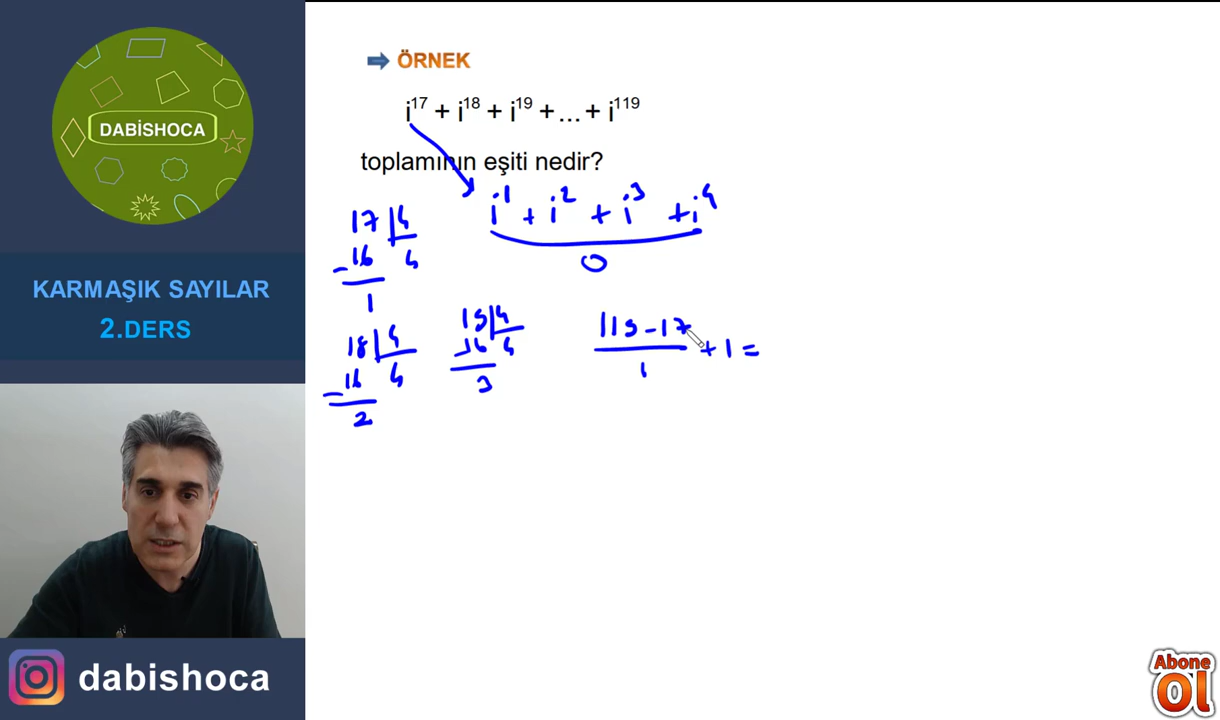 DABİSHOCA
KARMAŞIK SAYILAR
2.DERS
dabishoca
ÖRNEK
i¹⁷ + i¹⁸ + i¹⁹ +...+ i¹¹⁹
toplamının eşiti nedir?
i¹ + i² + i³ + i⁴
0
17 | 4
- 16 4
1
18 | 4
- 16 4
2
19 | 4
- 16 4
3
119 - 17
1
+ 1 =
Abone
Ol